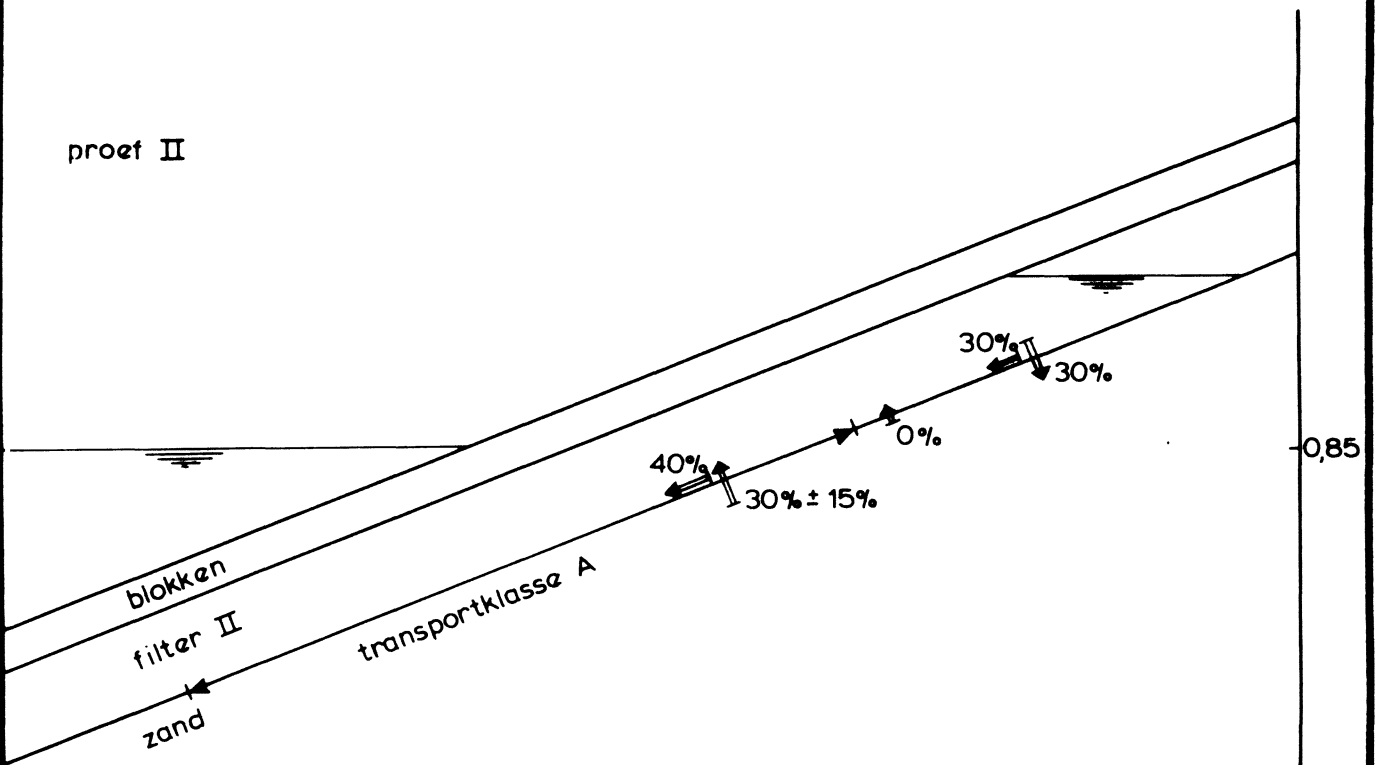 proef II
30%
30%
0%
0,85
40%
30% ± 15%
blokken
transportklasse A
filter II
zand